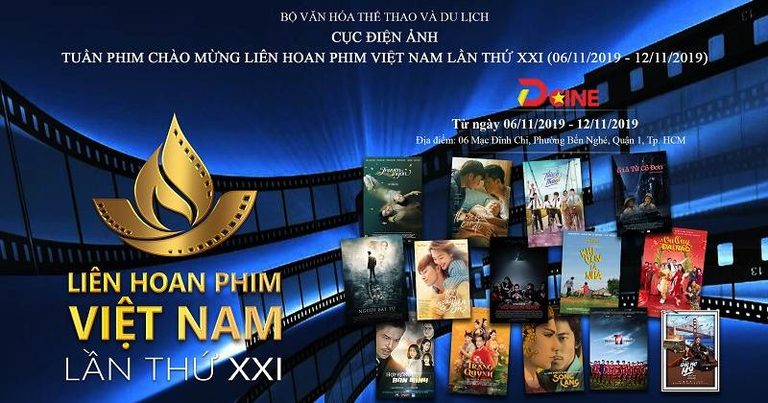 BỘ VĂN HÓA THỂ THAO VÀ DU LỊCH
CỤC ĐIỆN ẢNH
TUẦN PHIM CHÀO MỪNG LIÊN HOAN PHIM VIỆT NAM LẦN THỨ XXI (06/11/2019 - 12/11/2019)
DCINE
Từ ngày 06/11/2019 - 12/11/2019
Địa điểm: 06 Mạc Đĩnh Chi, Phường Bến Nghé, Quận 1, Tp. HCM
LIÊN HOAN PHIM
VIỆT NAM
LẦN THỨ XXI
NGƯỜI BẤT TỬ
TRẠNG QUỲNH
SONG LANG